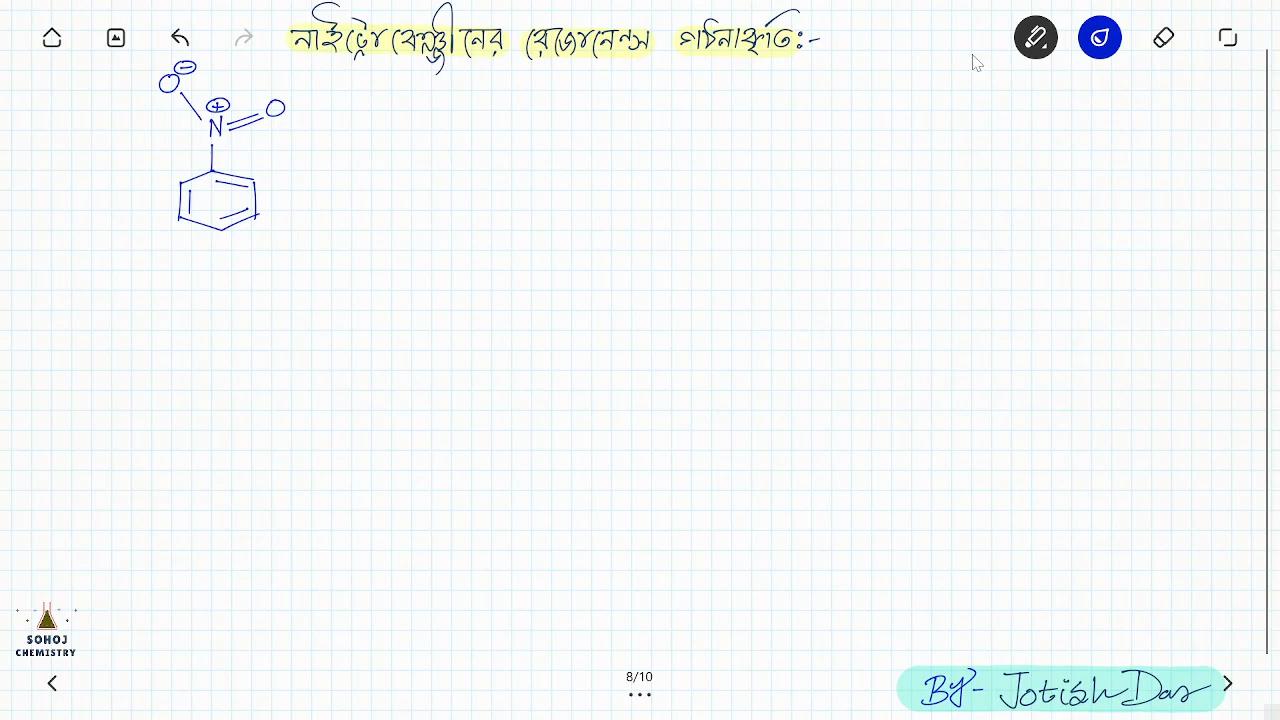 নাইট্রোবেঞ্জীনের রেজোনেন্স গঠনাকৃতি:-
O
N O
SOHOJ
CHEMISTRY
8/10
By- Jotish Das